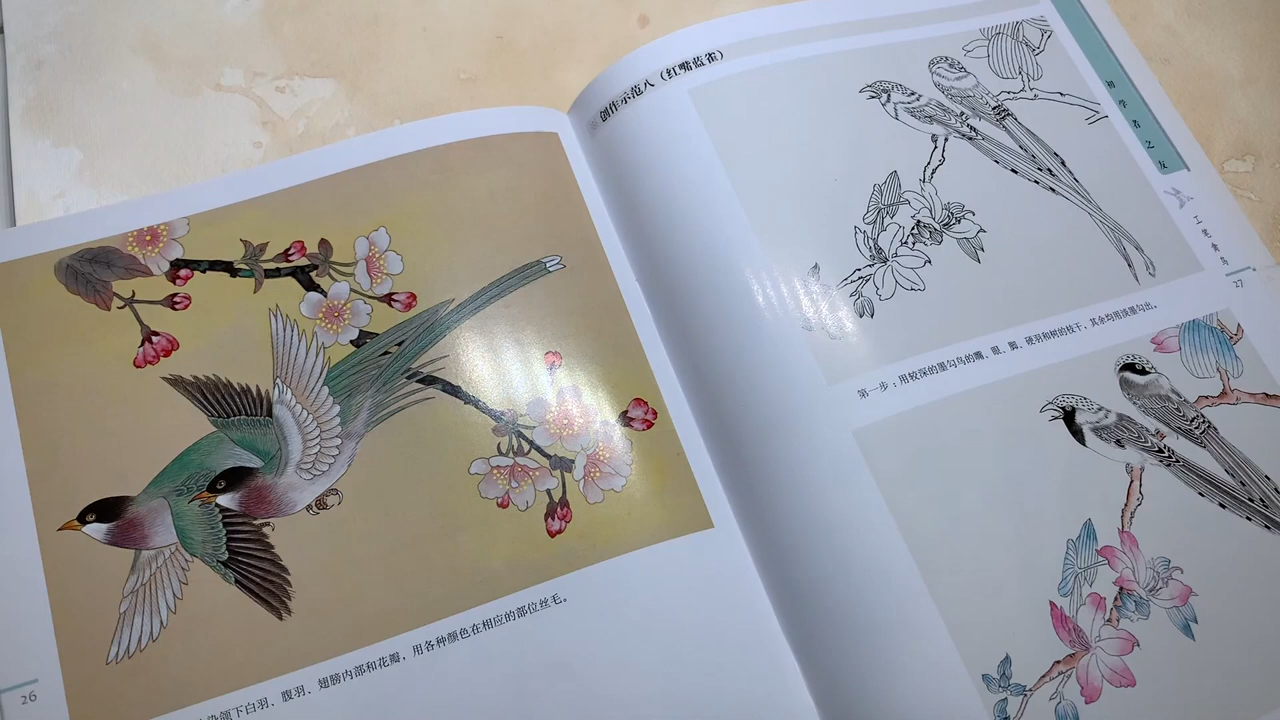 染颌下白羽、腹羽、翅膀内部和花瓣，用各种颜色在相应的部位丝毛。
26
创作示范八（红嘴蓝雀）
第一步：用较深的墨勾鸟的嘴、眼、脚、硬羽和树的枝干，其余均用淡墨勾出。
初学者之友
工笔禽鸟
27